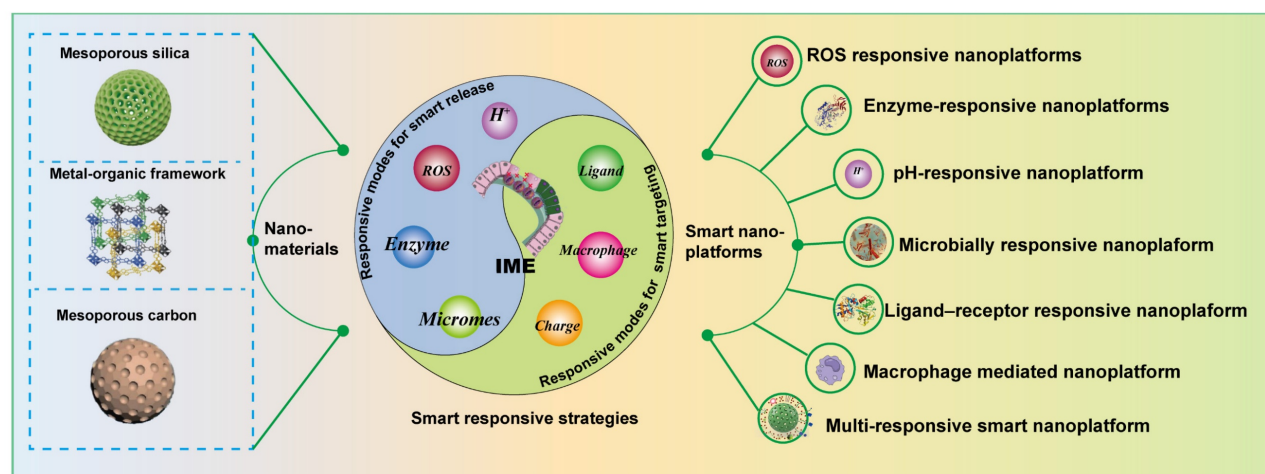 Mesoporous silica
Metal-organic framework
Mesoporous carbon
Nano-
materials
Responsive modes for smart release
H+
ROS
Enzyme
Micromes
IME
Ligand
Macrophage
Charge
Responsive modes for smart targeting
Smart responsive strategies
Smart nano-
platforms
ROS
ROS responsive nanoplatforms
Enzyme-responsive nanoplatforms
H+
pH-responsive nanoplatform
Microbially responsive nanoplaform
Ligand–receptor responsive nanoplaform
Macrophage mediated nanoplatform
Multi-responsive smart nanoplatform